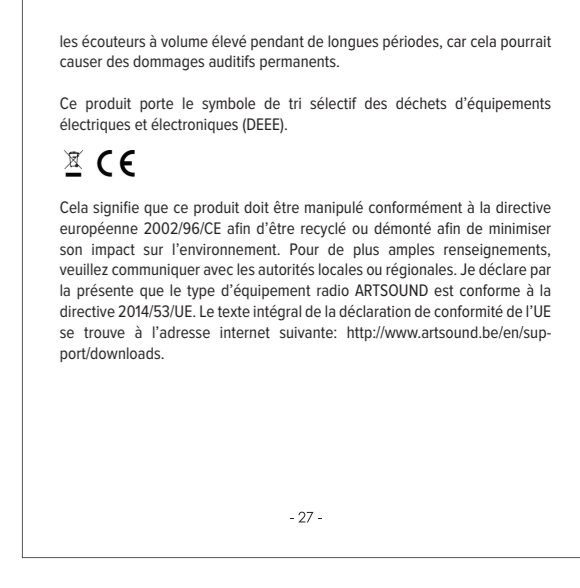 les écouteurs à volume élevé pendant de longues périodes, car cela pourrait
causer des dommages auditifs permanents.
Ce produit porte le symbole de tri sélectif des déchets d’équipements
électriques et électroniques (DEEE).
CE
Cela signifie que ce produit doit être manipulé conformément à la directive
européenne 2002/96/CE afin d’être recyclé ou démonté afin de minimiser
son impact sur l’environnement. Pour de plus amples renseignements,
veuillez communiquer avec les autorités locales ou régionales. Je déclare par
la présente que le type d’équipement radio ARTSOUND est conforme à la
directive 2014/53/UE. Le texte intégral de la déclaration de conformité de l’UE
se trouve à l’adresse internet suivante: http://www.artsound.be/en/sup-
port/downloads.
- 27 -